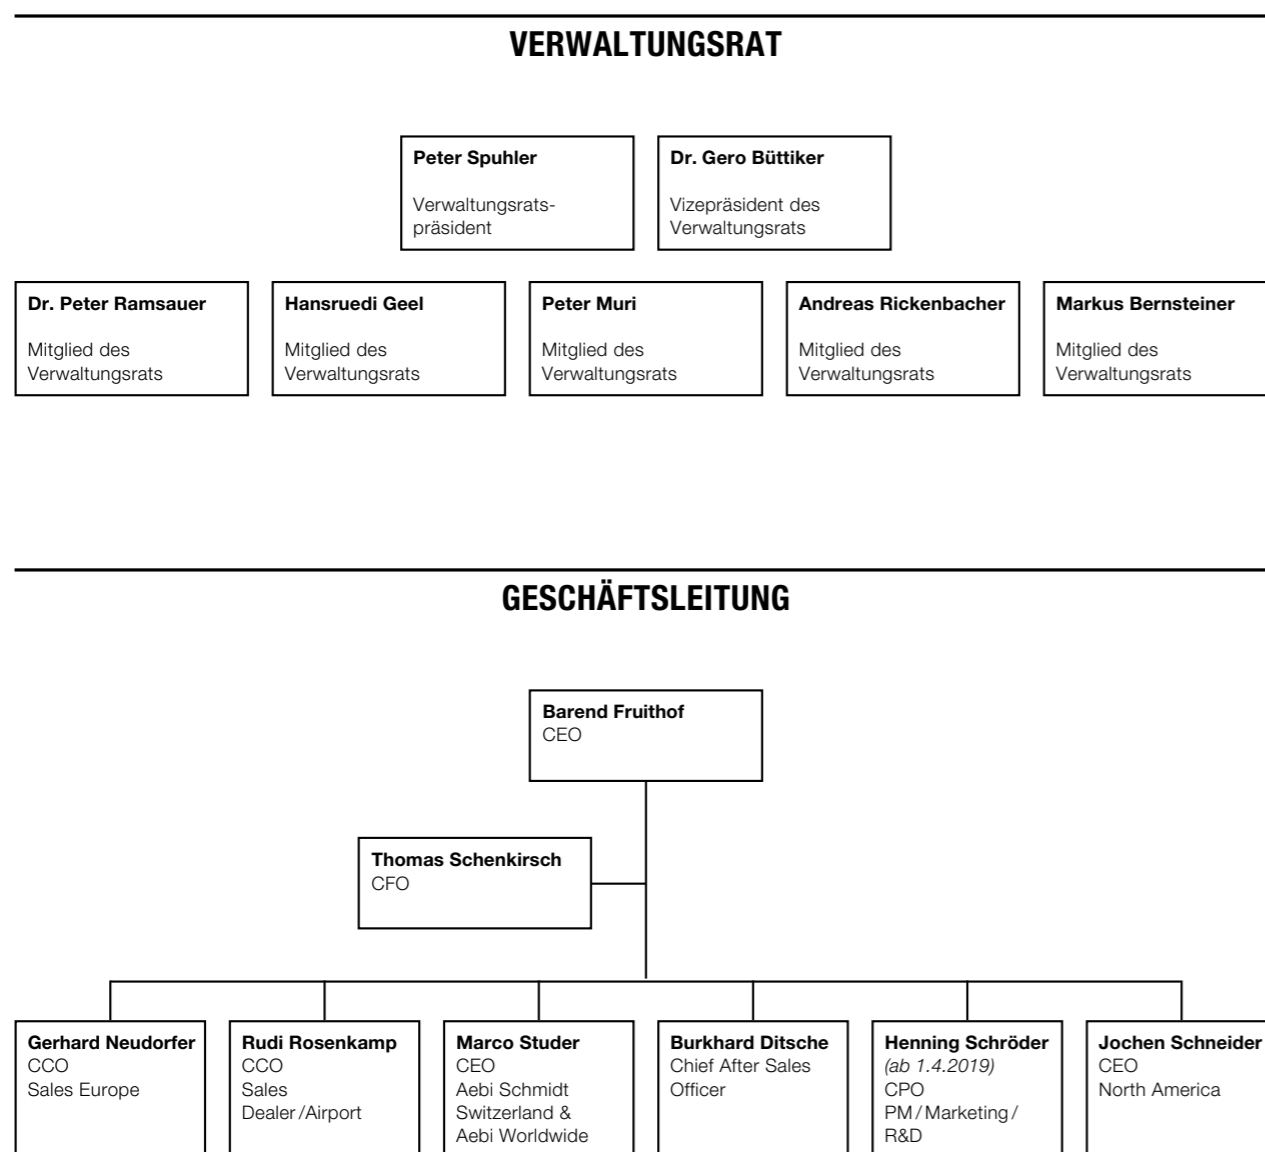 VERWALTUNGSRAT
Peter Spuhler
Verwaltungsrats-
präsident
Dr. Gero Büttiker
Vizepräsident des
Verwaltungsrats
Dr. Peter Ramsauer
Mitglied des
Verwaltungsrats
Hansruedi Geel
Mitglied des
Verwaltungsrats
Peter Muri
Mitglied des
Verwaltungsrats
Andreas Rickenbacher
Mitglied des
Verwaltungsrats
Markus Bernsteiner
Mitglied des
Verwaltungsrats
GESCHÄFTSLEITUNG
Barend Fruithof
CEO
Thomas Schenkirsch
CFO
Gerhard Neudorfer
CCO
Sales Europe
Rudi Rosenkamp
CCO
Sales
Dealer/Airport
Marco Studer
CEO
Aebi Schmidt
Switzerland &
Aebi Worldwide
Burkhard Ditsche
Chief After Sales
Officer
Henning Schröder
(ab 1.4.2019)
CPO
PM/Marketing/
R&D
Jochen Schneider
CEO
North America